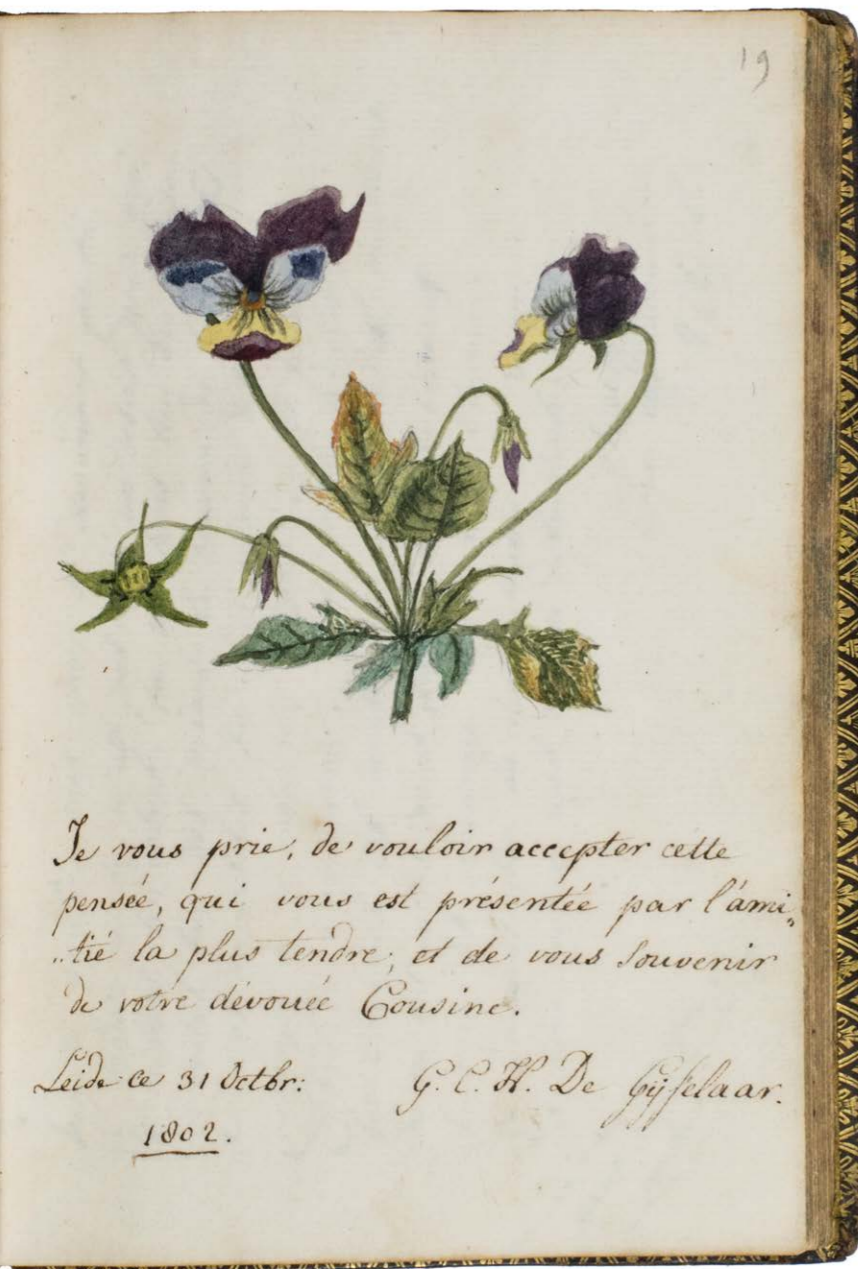 19
Je vous prie, de vouloir accepter cette
pensée, qui vous est présentée par l'ámi„
„tié la plus tendre, et de vous souvenir
de votre dévouée Cousine.
Leide ce 31 Octbr: G. C. H. De Gijselaar.
1802.